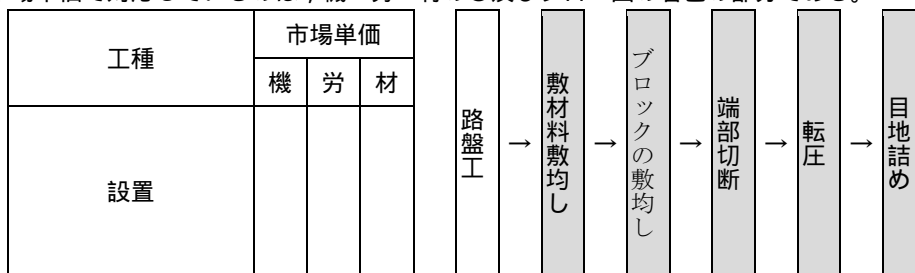 工種
市場単価
機 労 材
設置
路盤工 → 敷材料敷均し → ブロックの敷均し → 端部切断 → 転圧 → 目地詰め